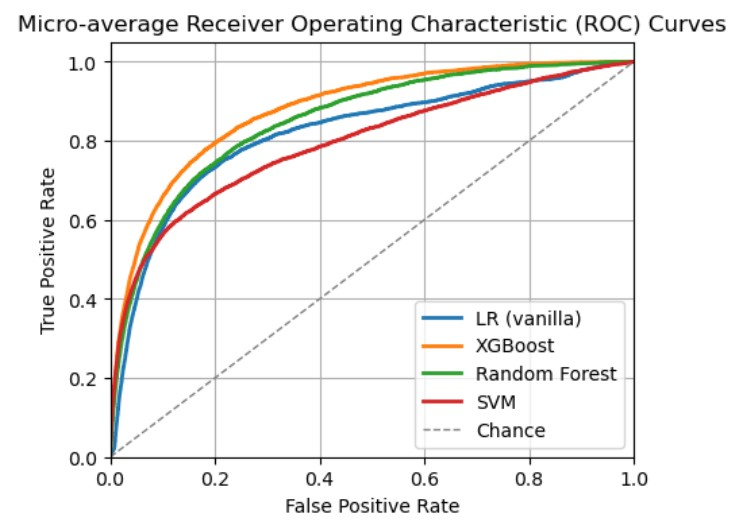 Micro-average Receiver Operating Characteristic (ROC) Curves
True Positive Rate
1.0
0.8
0.6
0.4
0.2
0.0
LR (vanilla)
XGBoost
Random Forest
SVM
Chance
0.0 0.2 0.4 0.6 0.8 1.0
False Positive Rate